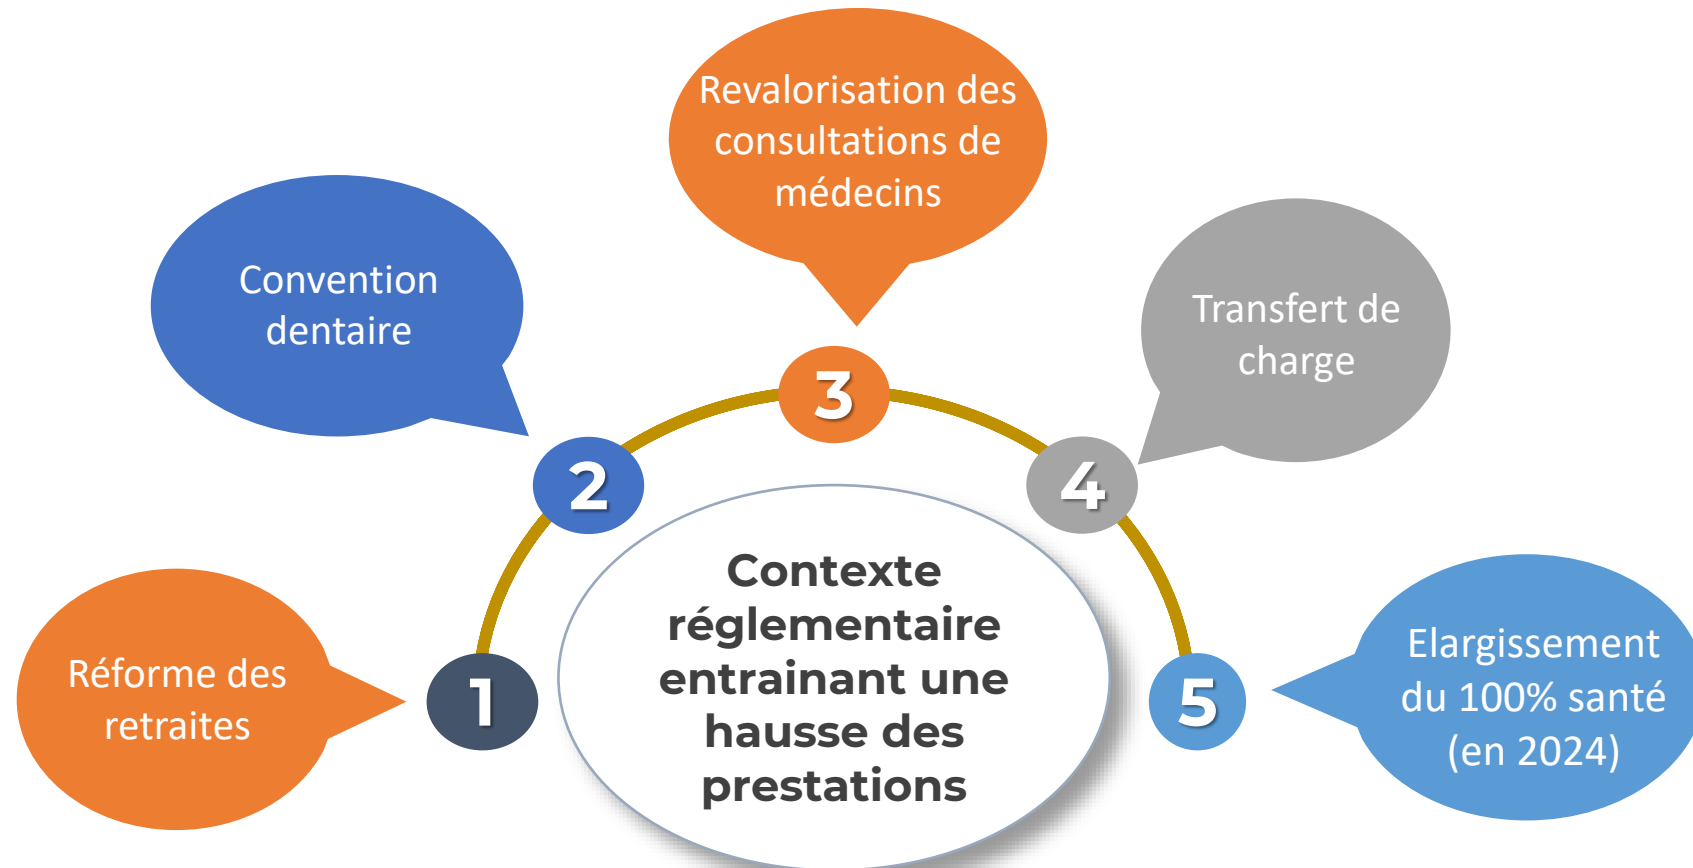 Réforme des
retraites
1
Convention
dentaire
2
Revalorisation des
consultations de
médecins
3
Transfert de
charge
4
Elargissement
du 100% santé
(en 2024)
5
Contexte
réglementaire
entrainant une
hausse des
prestations